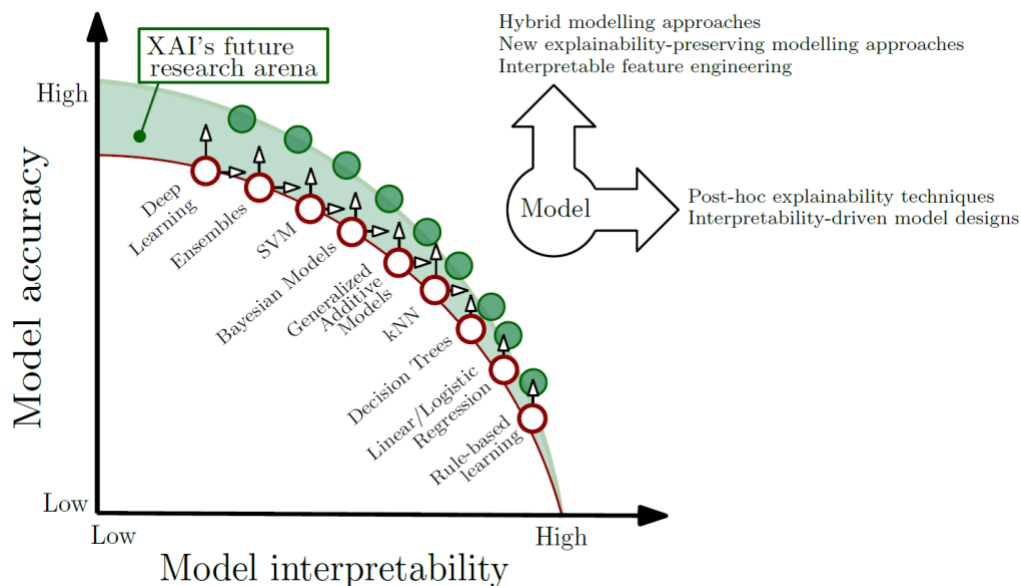 XAI's future
research arena
High
Model accuracy
Low
Low
High
Model interpretability
Deep
Learning
Ensembles
SVM
Bayesian Models
Generalized
Additive
Models
kNN
Decision Trees
Linear/Logistic
Regression
Rule-based
learning
Hybrid modelling approaches
New explainability-preserving modelling approaches
Interpretable feature engineering
Model
Post-hoc explainability techniques
Interpretability-driven model designs